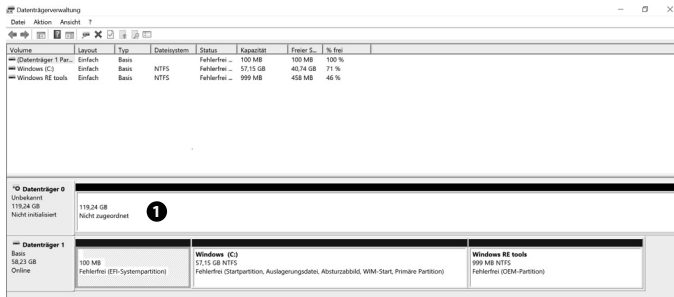 Datenträgerverwaltung
Datei Aktion Ansicht ?
Volume Layout Typ Dateisystem Status Kapazität Freier S... % frei
(Datenträger 1 Par... Einfach Basis Fehlerfrei ... 100 MB 100 MB 100 %
Windows (C:) Einfach Basis NTFS Fehlerfrei ... 57,15 GB 40,74 GB 71 %
Windows RE tools Einfach Basis NTFS Fehlerfrei ... 999 MB 458 MB 46 %
Datenträger 0
Unbekannt
119,24 GB
Nicht initialisiert
119,24 GB
Nicht zugeordnet
1
Datenträger 1
Basis
58,23 GB
Online
100 MB
Fehlerfrei (EFI-Systempartition)
Windows (C:)
57,15 GB NTFS
Fehlerfrei (Startpartition, Auslagerungsdatei, Absturzabbild, WIM-Start, Primäre Partition)
Windows RE tools
999 MB NTFS
Fehlerfrei (OEM-Partition)